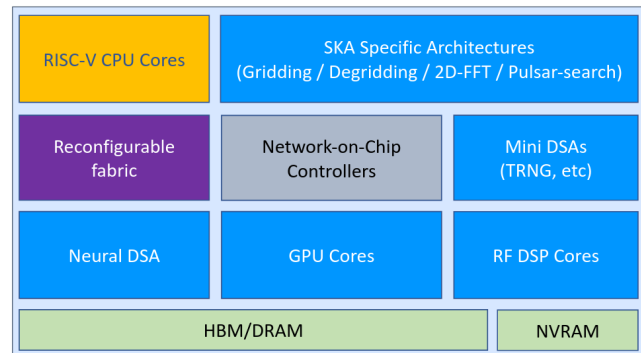 RISC-V CPU Cores
SKA Specific Architectures
(Gridding / Degridding / 2D-FFT / Pulsar-search)
Reconfigurable
fabric
Network-on-Chip
Controllers
Mini DSAs
(TRNG, etc)
Neural DSA
GPU Cores
RF DSP Cores
HBM/DRAM
NVRAM